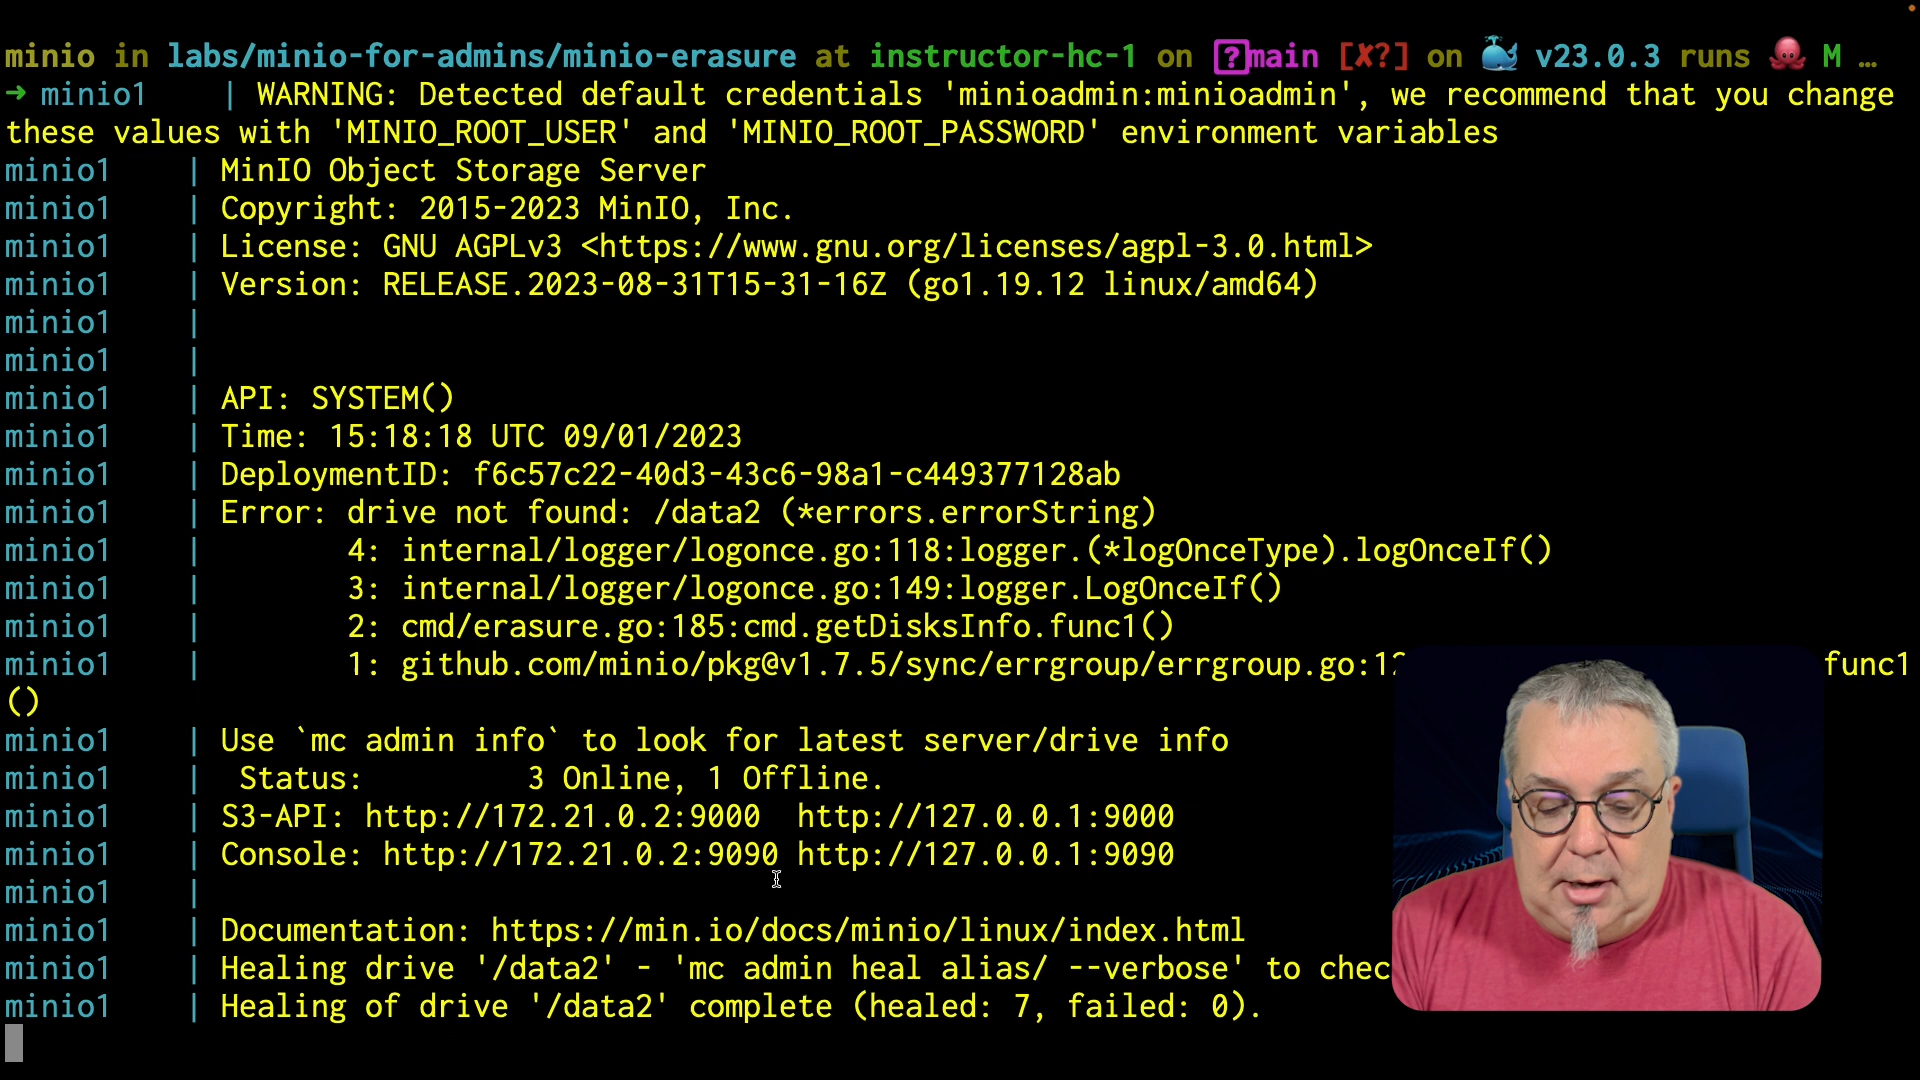 minio in labs/minio-for-admins/minio-erasure at instructor-hc-1 on ?main [✘?] on 🐳 v23.0.3 runs 🐙 M …
➜ minio1 | WARNING: Detected default credentials 'minioadmin:minioadmin', we recommend that you change
these values with 'MINIO_ROOT_USER' and 'MINIO_ROOT_PASSWORD' environment variables
minio1 | MinIO Object Storage Server
minio1 | Copyright: 2015-2023 MinIO, Inc.
minio1 | License: GNU AGPLv3 <https://www.gnu.org/licenses/agpl-3.0.html>
minio1 | Version: RELEASE.2023-08-31T15-31-16Z (go1.19.12 linux/amd64)
minio1 |
minio1 |
minio1 | API: SYSTEM()
minio1 | Time: 15:18:18 UTC 09/01/2023
minio1 | DeploymentID: f6c57c22-40d3-43c6-98a1-c449377128ab
minio1 | Error: drive not found: /data2 (*errors.errorString)
minio1 | 4: internal/logger/logonce.go:118:logger.(*logOnceType).logOnceIf()
minio1 | 3: internal/logger/logonce.go:149:logger.LogOnceIf()
minio1 | 2: cmd/erasure.go:185:cmd.getDisksInfo.func1()
minio1 | 1: github.com/minio/pkg@v1.7.5/sync/errgroup/errgroup.go:12 func1
()
minio1 | Use `mc admin info` to look for latest server/drive info
minio1 | Status: 3 Online, 1 Offline.
minio1 | S3-API: http://172.21.0.2:9000 http://127.0.0.1:9000
minio1 | Console: http://172.21.0.2:9090 http://127.0.0.1:9090
minio1 |
minio1 | Documentation: https://min.io/docs/minio/linux/index.html
minio1 | Healing drive '/data2' - 'mc admin heal alias/ --verbose' to chec
minio1 | Healing of drive '/data2' complete (healed: 7, failed: 0).